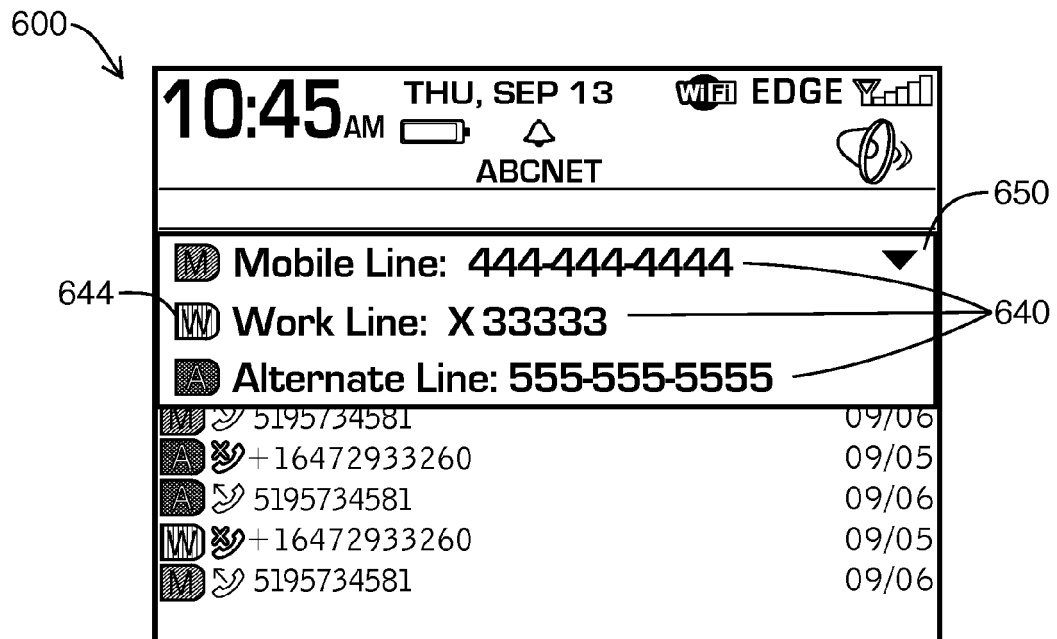 600
10:45 AM THU, SEP 13 WiFi EDGE
ABCNET
650
M Mobile Line: 444-444-4444
644
W Work Line: X 33333
640
A Alternate Line: 555-555-5555
M 5195734581 09/06
A +16472933260 09/05
A 5195734581 09/06
W +16472933260 09/05
M 5195734581 09/06